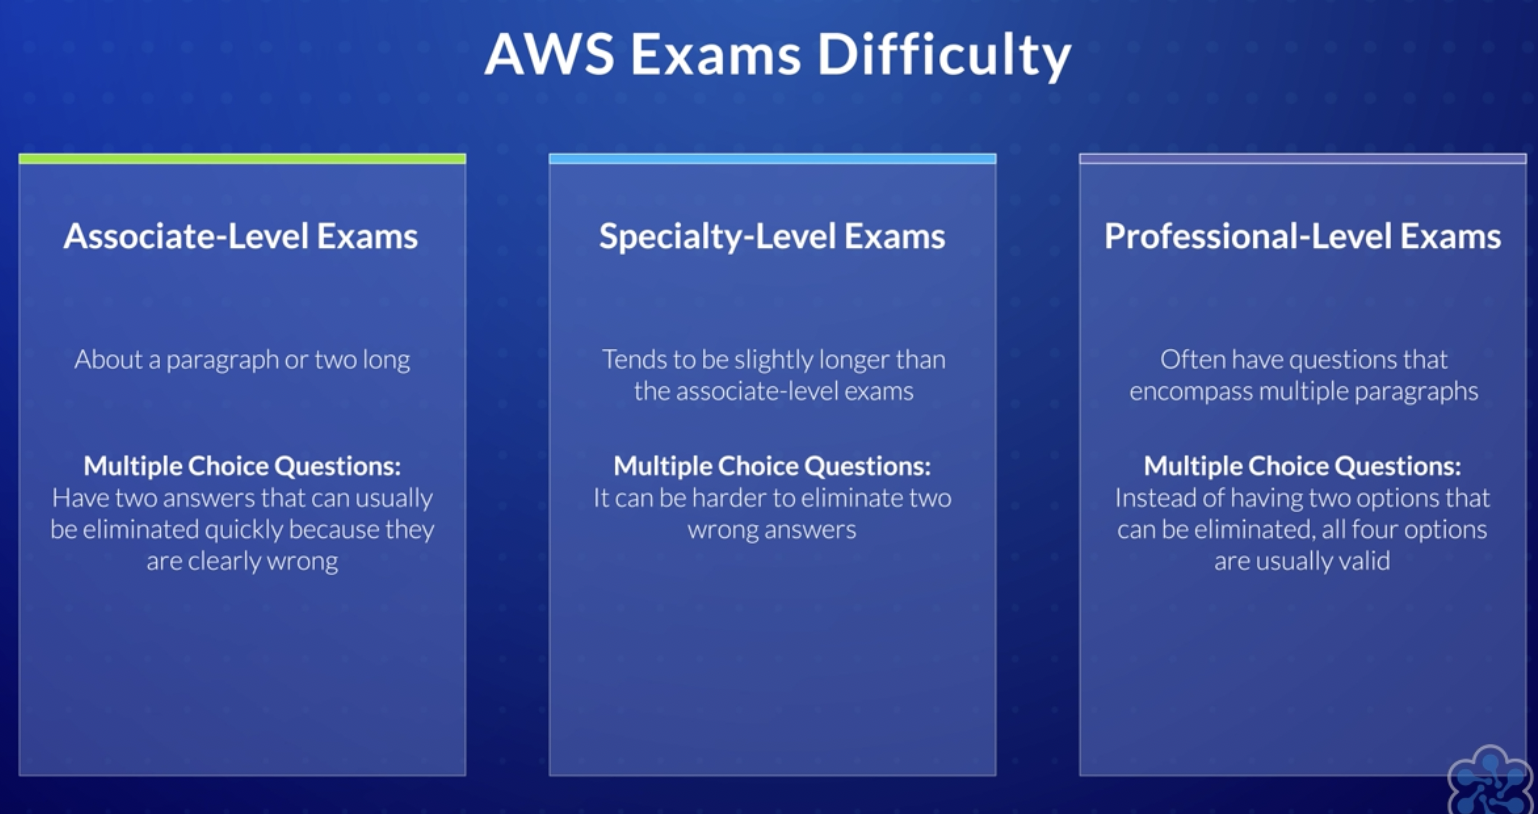 AWS Exams Difficulty
Associate-Level Exams
About a paragraph or two long
Multiple Choice Questions:
Have two answers that can usually
be eliminated quickly because they
are clearly wrong
Specialty-Level Exams
Tends to be slightly longer than
the associate-level exams
Multiple Choice Questions:
It can be harder to eliminate two
wrong answers
Professional-Level Exams
Often have questions that
encompass multiple paragraphs
Multiple Choice Questions:
Instead of having two options that
can be eliminated, all four options
are usually valid